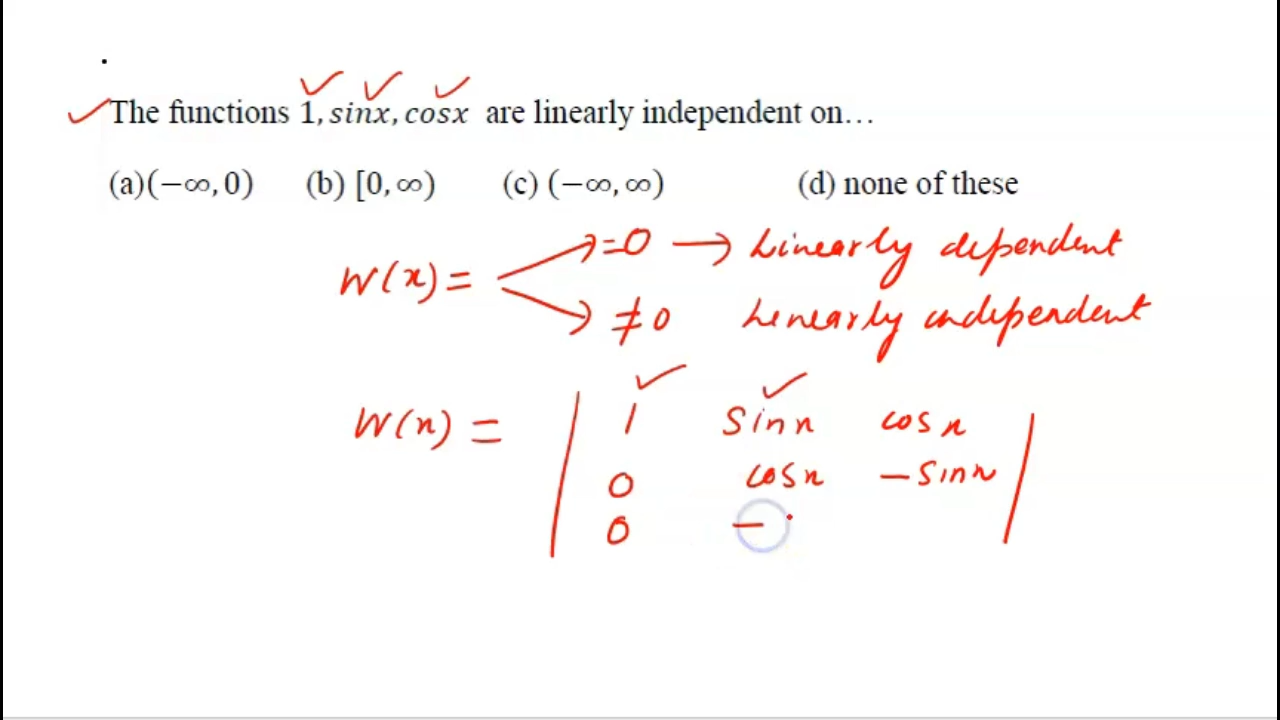 The functions 1, sinx, cosx are linearly independent on…
(a)(−∞, 0) (b) [0, ∞) (c) (−∞, ∞) (d) none of these
=0 → Linearly dependent
W(x) =
≠0 Linearly independent
W(x) = | 1 sinx cosx |
0 cosx −sinx
0 −